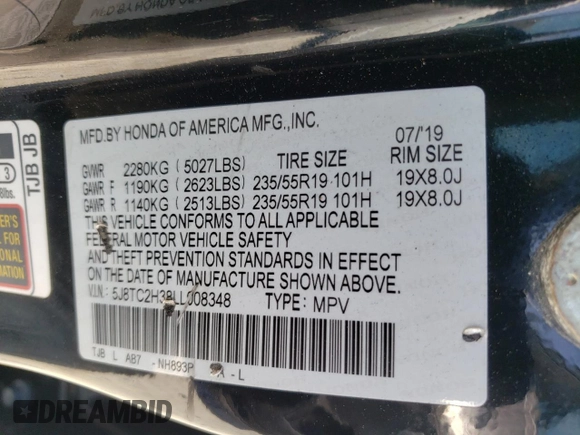 MFD.BY HONDA OF AMERICA MFG.,INC. 07/'19
GVWR 2280KG (5027LBS) TIRE SIZE RIM SIZE
GAWR F 1190KG (2623LBS) 235/55R19 101H 19X8.0J
GAWR R 1140KG (2513LBS) 235/55R19 101H 19X8.0J
THIS VEHICLE CONFORMS TO ALL APPLICABLE
FEDERAL MOTOR VEHICLE SAFETY
AND THEFT PREVENTION STANDARDS IN EFFECT
ON THE DATE OF MANUFACTURE SHOWN ABOVE.
V.I.N.: TYPE: MPV
TJB L A87 -NH893P -L
3
lbs.
TJB JB
DREAMBID